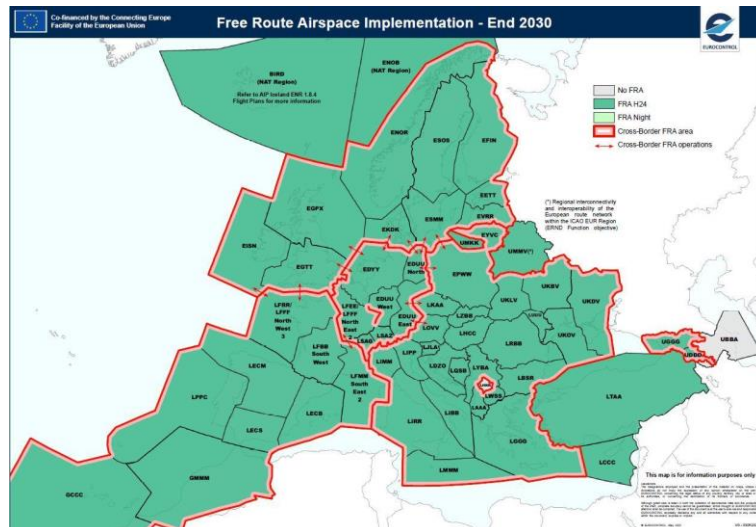 Co-financed by the Connecting Europe
Facility of the European Union
Free Route Airspace Implementation - End 2030
EUROCONTROL
No FRA
FRA H24
FRA Night
Cross-Border FRA area
Cross-Border FRA operations
BIRD
(NAT Region)
Refer to AIP Iceland ENR 1.8.4
Flight Plans for more information
ENOB
(NAT Region)
ENOR
ESOS
EFIN
EGPX
EETT
ESMM
EVRR
EKDK
EYVC
UMKK
UMMV(*)
(*) Regional interconnectivity
and interoperability of the
European route network
within the ICAO EUR Region
(ERND Function objective)
EISN
EGTT
EDYY
EDUU
North
EPWW
UKBV
UKLV
UKDV
UKOV
LFBR/
LFFF
North
West
3
LFEE/
LFFF
North
East
EDUU
West
EDUU
East
LKAA
LOVV
LZBB
LHCC
LRBB
LSAG
LSAZ
LFBB
South
West
LIMM
LIPP
LJLA
LDZO
LQSB
LYBA
LBSR
LWSS
LAAA
LFMM
South
East
2
LECM
LPPC
LECS
LECB
LIRR
LIBB
LGGG
LMMM
LTAA
LCCC
UGGG
UDDD
UBBA
GCCC
GMMM
This map is for information purposes only